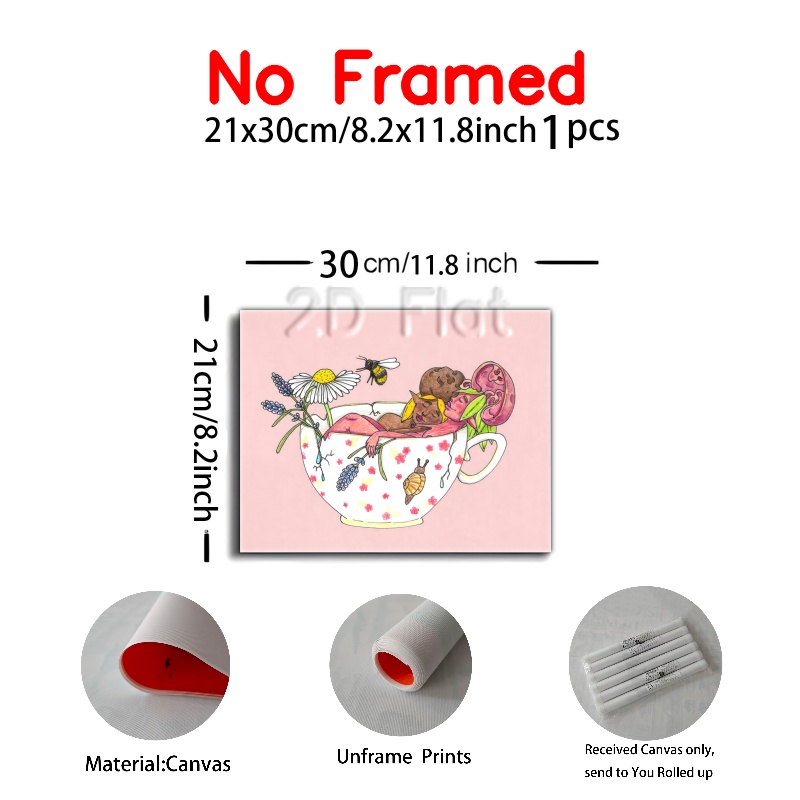 No Framed
21x30cm/8.2x11.8inch 1 pcs
30 cm/11.8 inch
2D Flat
21cm/8.2inch
Material:Canvas
Unframe Prints
Received Canvas only,
send to You Rolled up